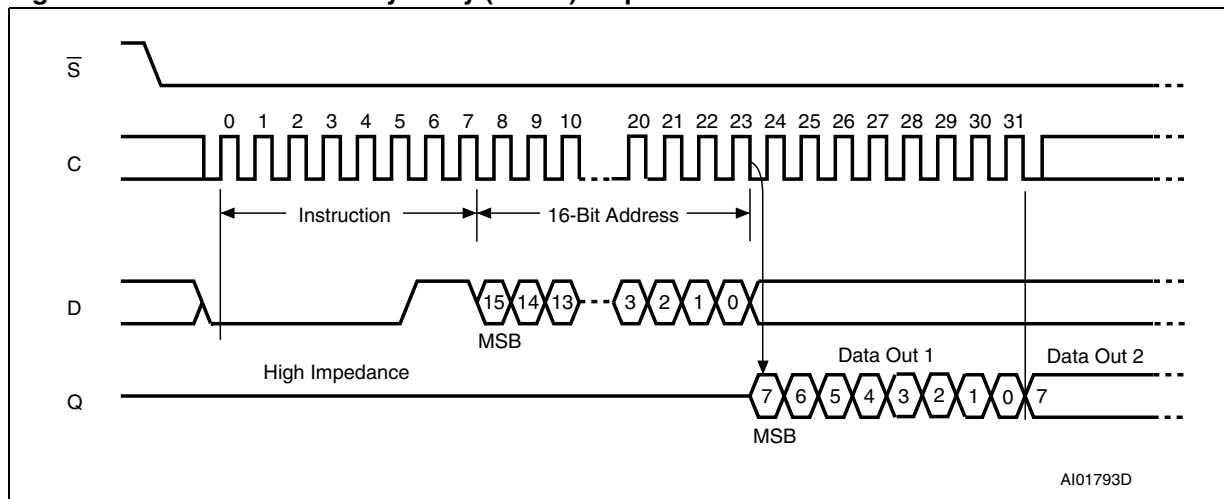 S̅
0 1 2 3 4 5 6 7 8 9 10 20 21 22 23 24 25 26 27 28 29 30 31
C
Instruction 16-Bit Address
D
15 14 13 3 2 1 0
MSB
High Impedance
Data Out 1 Data Out 2
Q
7 6 5 4 3 2 1 0 7
MSB
AI01793D